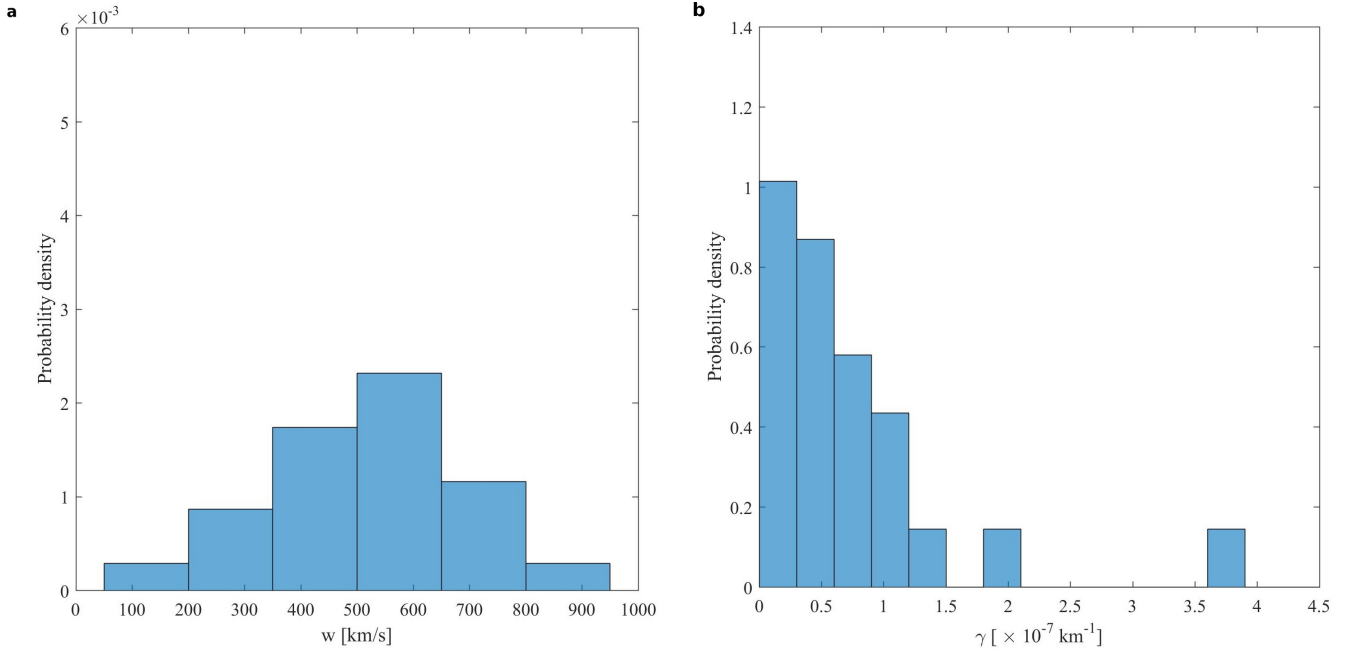 a
×10⁻³
6
5
4
3
2
1
0
Probability density
0 100 200 300 400 500 600 700 800 900 1000
w [km/s]
b
1.4
1.2
1
0.8
0.6
0.4
0.2
0
Probability density
0 0.5 1 1.5 2 2.5 3 3.5 4 4.5
γ [ × 10⁻⁷ km⁻¹]